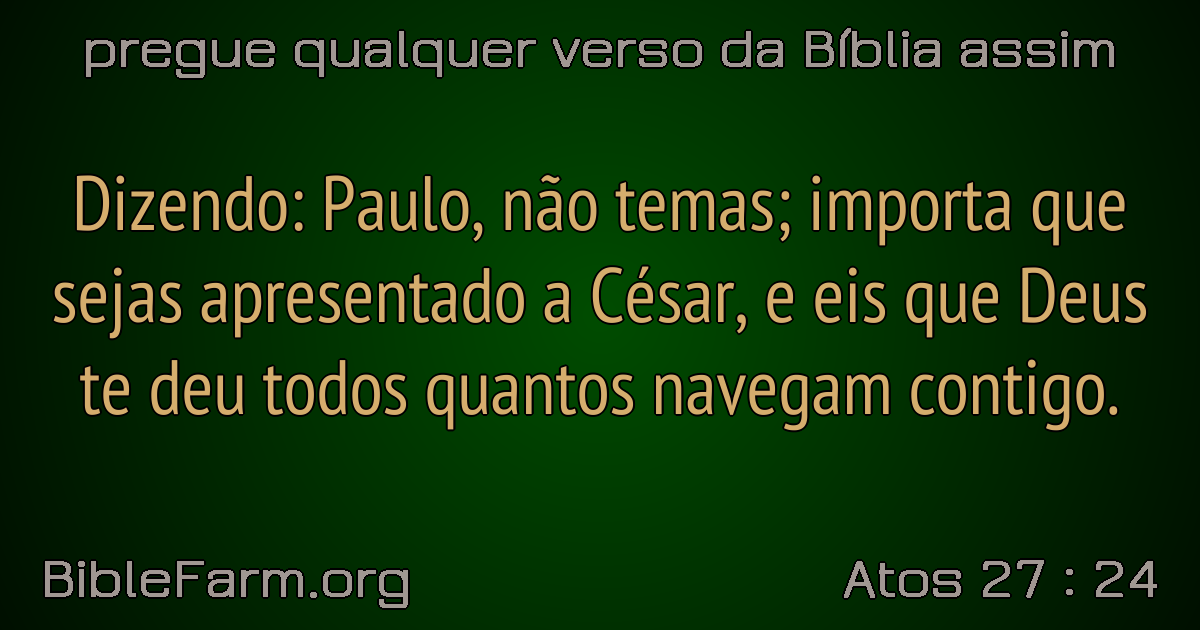 pregue qualquer verso da Bíblia assim
Dizendo: Paulo, não temas; importa que
sejas apresentado a César, e eis que Deus
te deu todos quantos navegam contigo.
BibleFarm.org
Atos 27 : 24